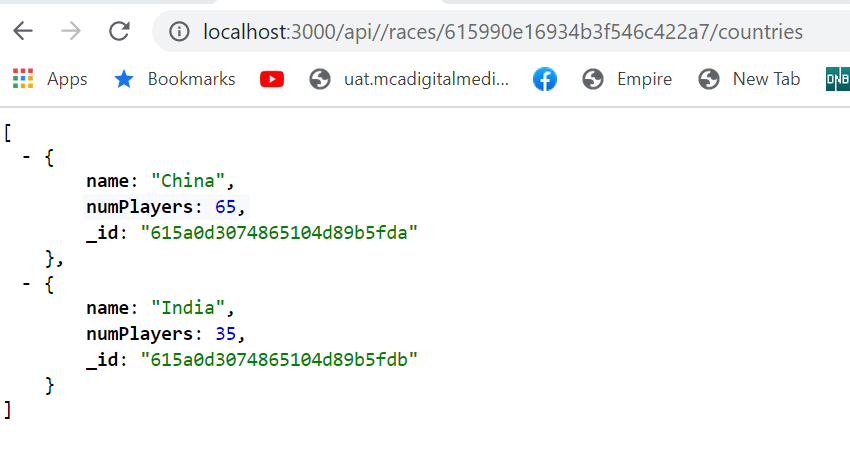 localhost:3000/api//races/615990e16934b3f546c422a7/countries
Apps Bookmarks uat.mcadigitalmedi... Empire New Tab DNB
[
- {
name: "China",
numPlayers: 65,
_id: "615a0d3074865104d89b5fda"
},
- {
name: "India",
numPlayers: 35,
_id: "615a0d3074865104d89b5fdb"
}
]